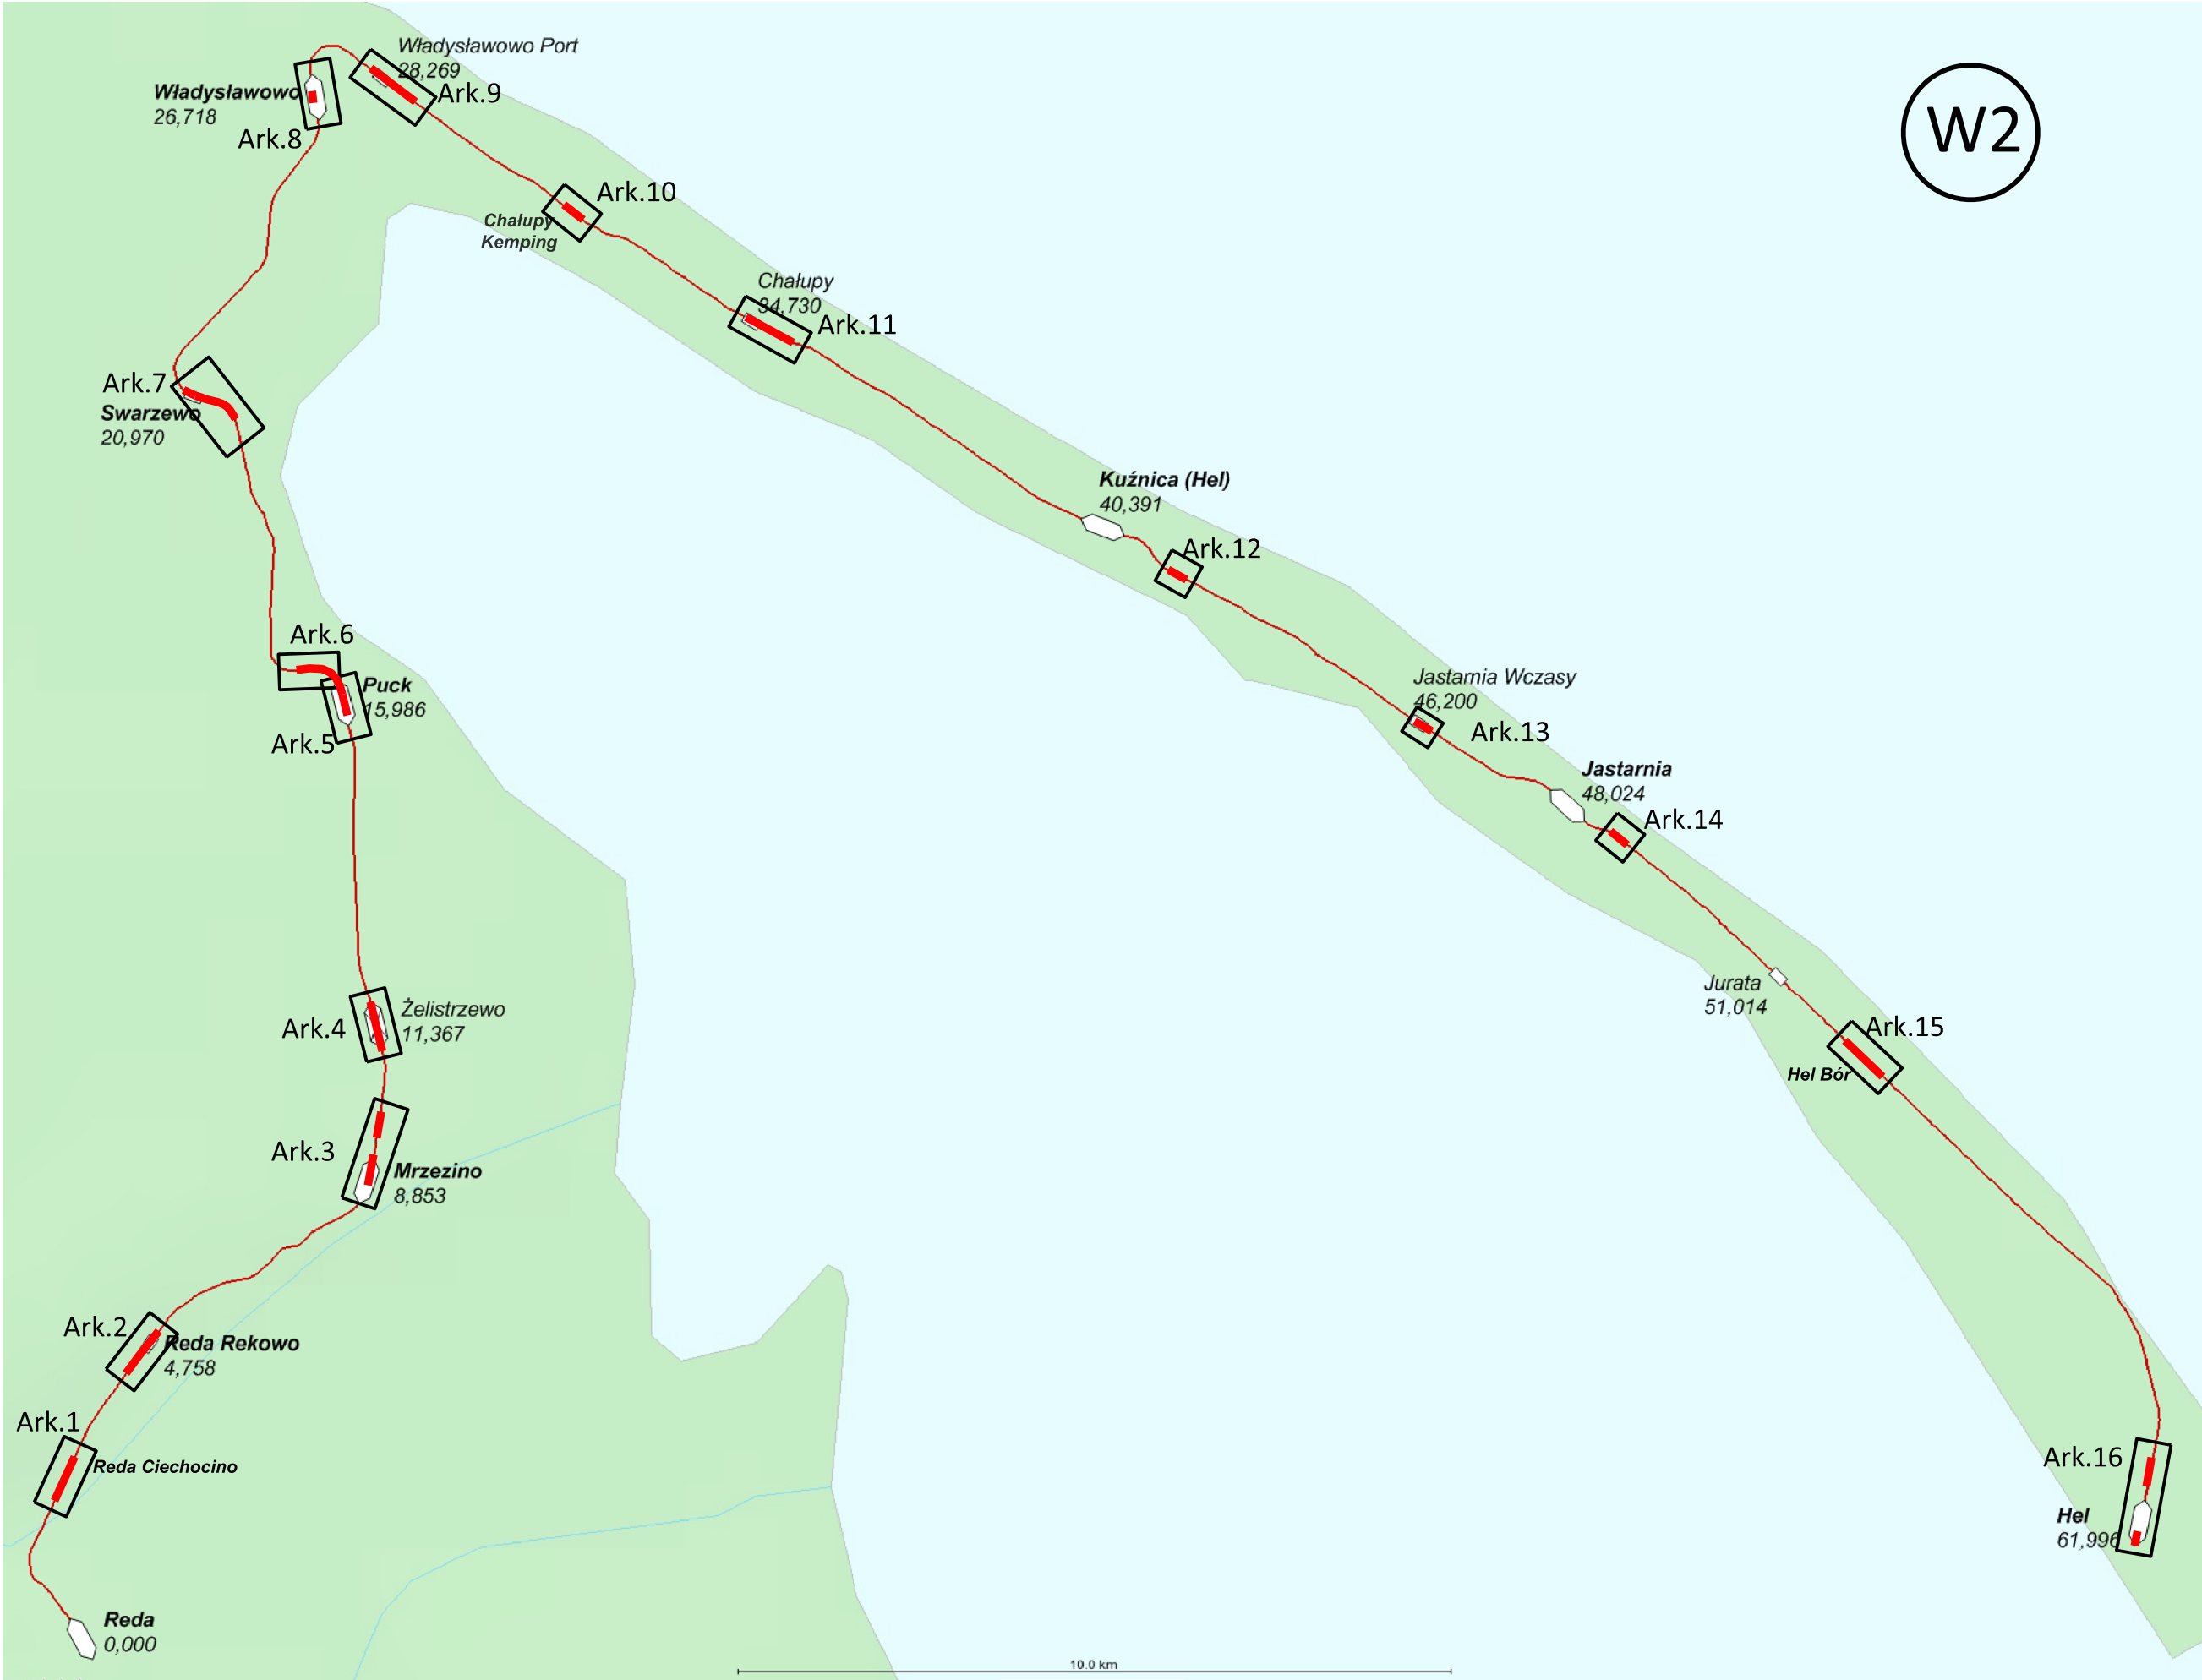 Władysławowo Port
28,269
Ark.9
W2
Władysławowo
26,718
Ark.8
Ark.10
Chałupy
Kemping
Chałupy
34,730
Ark.11
Ark.7
Swarzewo
20,970
Kuźnica (Hel)
40,391
Ark.12
Ark.6
Puck
15,986
Ark.5
Jastarnia Wczasy
46,200
Ark.13
Jastarnia
48,024
Ark.14
Jurata
51,014
Żelistrzewo
11,367
Ark.4
Ark.15
Hel Bór
Ark.3
Mrzezino
8,853
Ark.2
Reda Rekowo
4,758
Ark.1
Reda Ciechocino
Ark.16
Hel
61,996
Reda
0,000
10.0 km